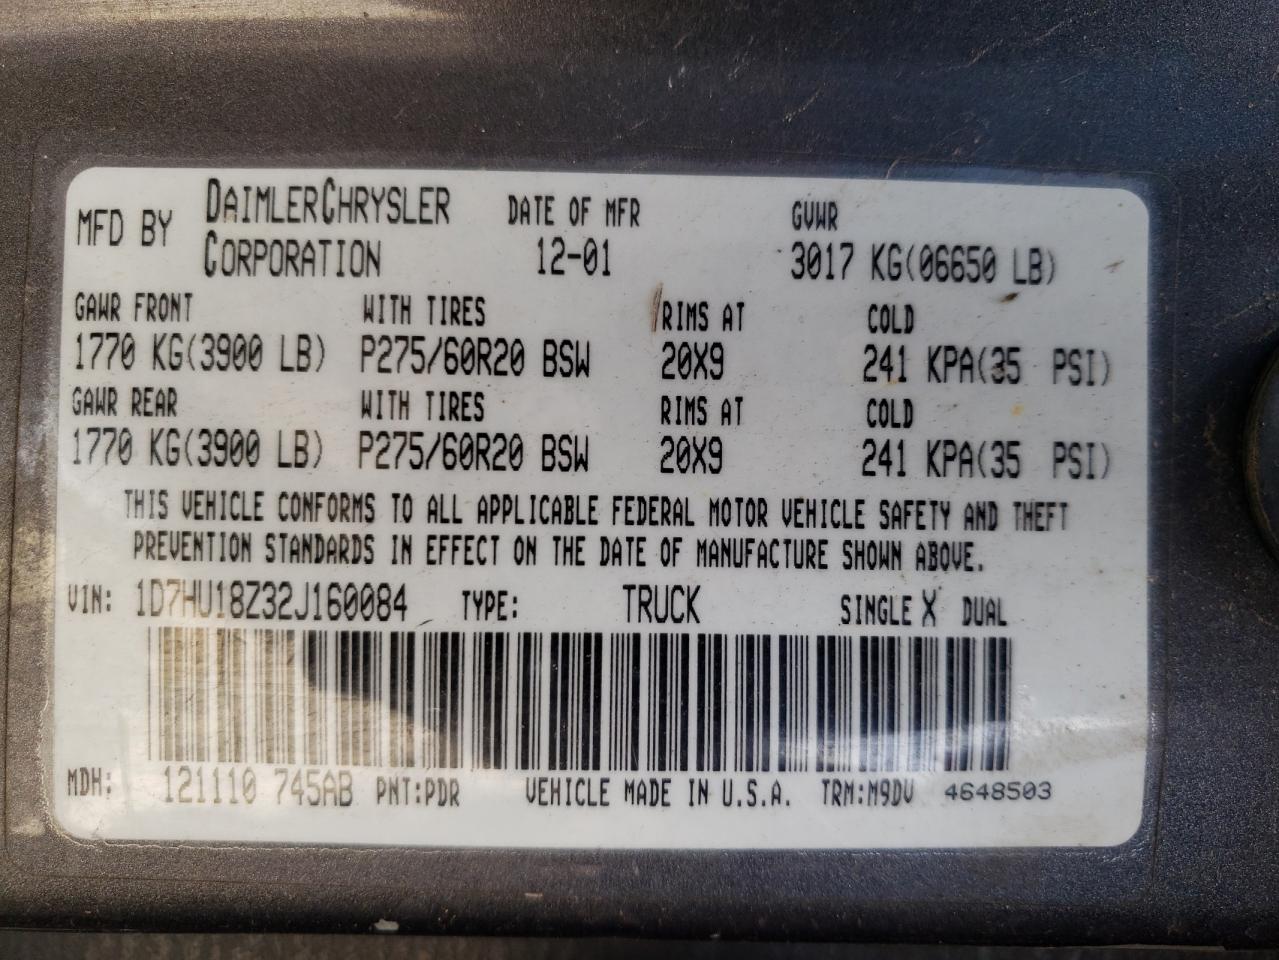 MFD BY DAIMLERCHRYSLER CORPORATION DATE OF MFR 12-01 GVWR 3017 KG(06650 LB)
GAWR FRONT WITH TIRES RIMS AT COLD
1770 KG(3900 LB) P275/60R20 BSW 20X9 241 KPA(35 PSI)
GAWR REAR WITH TIRES RIMS AT COLD
1770 KG(3900 LB) P275/60R20 BSW 20X9 241 KPA(35 PSI)
THIS VEHICLE CONFORMS TO ALL APPLICABLE FEDERAL MOTOR VEHICLE SAFETY AND THEFT
PREVENTION STANDARDS IN EFFECT ON THE DATE OF MANUFACTURE SHOWN ABOVE.
VIN: 1D7HU18Z32J160084 TYPE: TRUCK SINGLE X DUAL
MDH: 121110 745AB PNT:PDR VEHICLE MADE IN U.S.A. TRM:M9DV 4648503